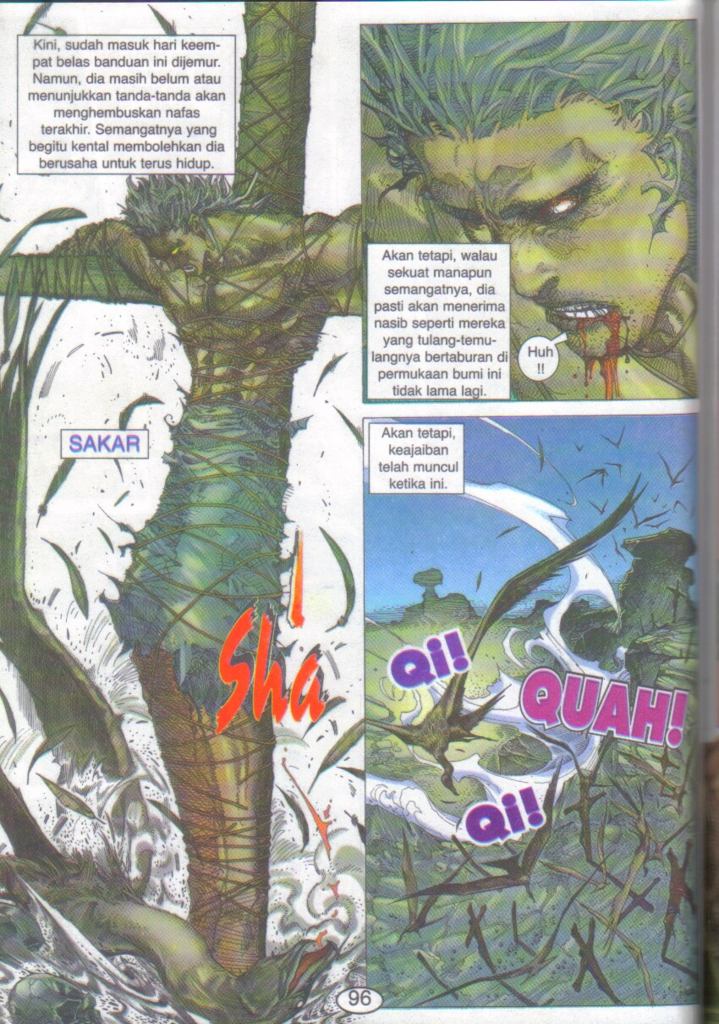 Kini, sudah masuk hari keem-
pat belas banduan ini dijemur.
Namun, dia masih belum atau
menunjukkan tanda-tanda akan
menghembuskan nafas
terakhir. Semangatnya yang
begitu kental membolehkan dia
berusaha untuk terus hidup.
SAKAR
Sha
Akan tetapi, walau
sekuat manapun
semangatnya, dia
pasti akan menerima
nasib seperti mereka
yang tulang-temu-
langnya bertaburan di
permukaan bumi ini
tidak lama lagi.
Huh
!!
Akan tetapi,
keajaiban
telah muncul
ketika ini.
Qi!
QUAH!
Qi!
96